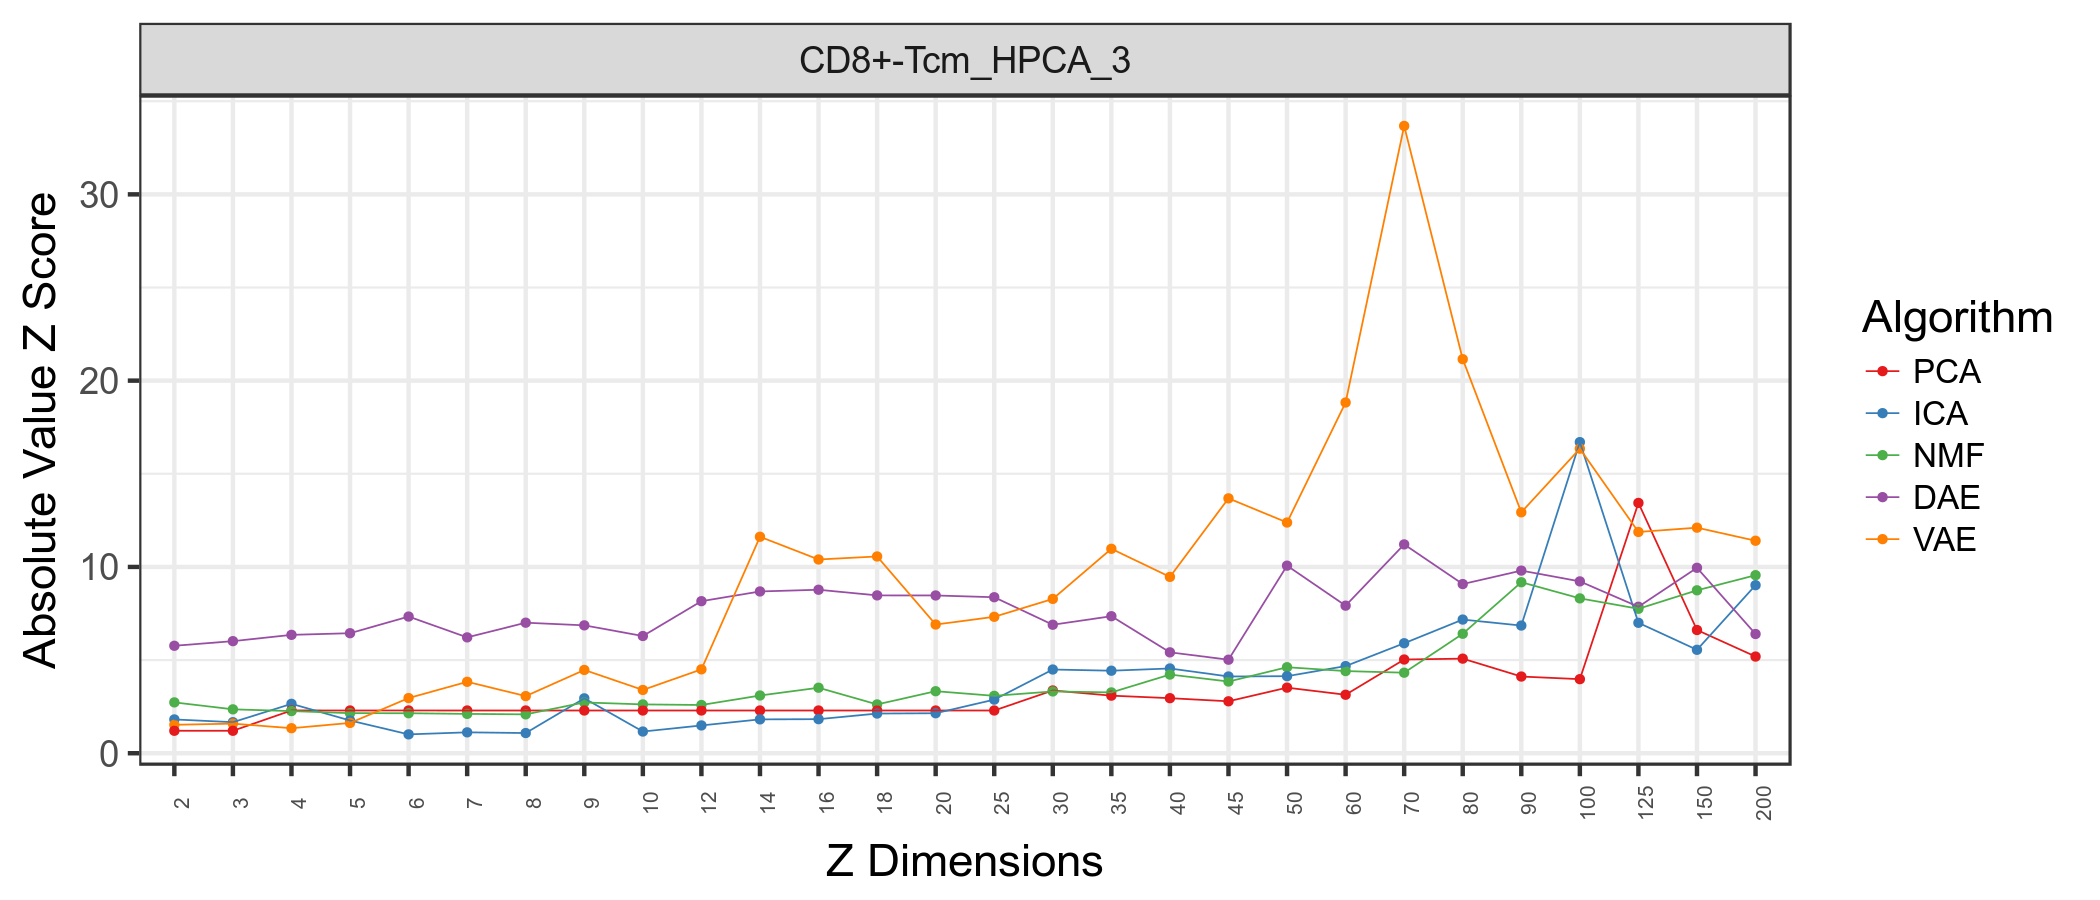 CD8+-Tcm_HPCA_3
Absolute Value Z Score
30
20
10
0
2 3 4 5 6 7 8 9 10 12 14 16 18 20 25 30 35 40 45 50 60 70 80 90 100 125 150 200
Z Dimensions
Algorithm
PCA
ICA
NMF
DAE
VAE